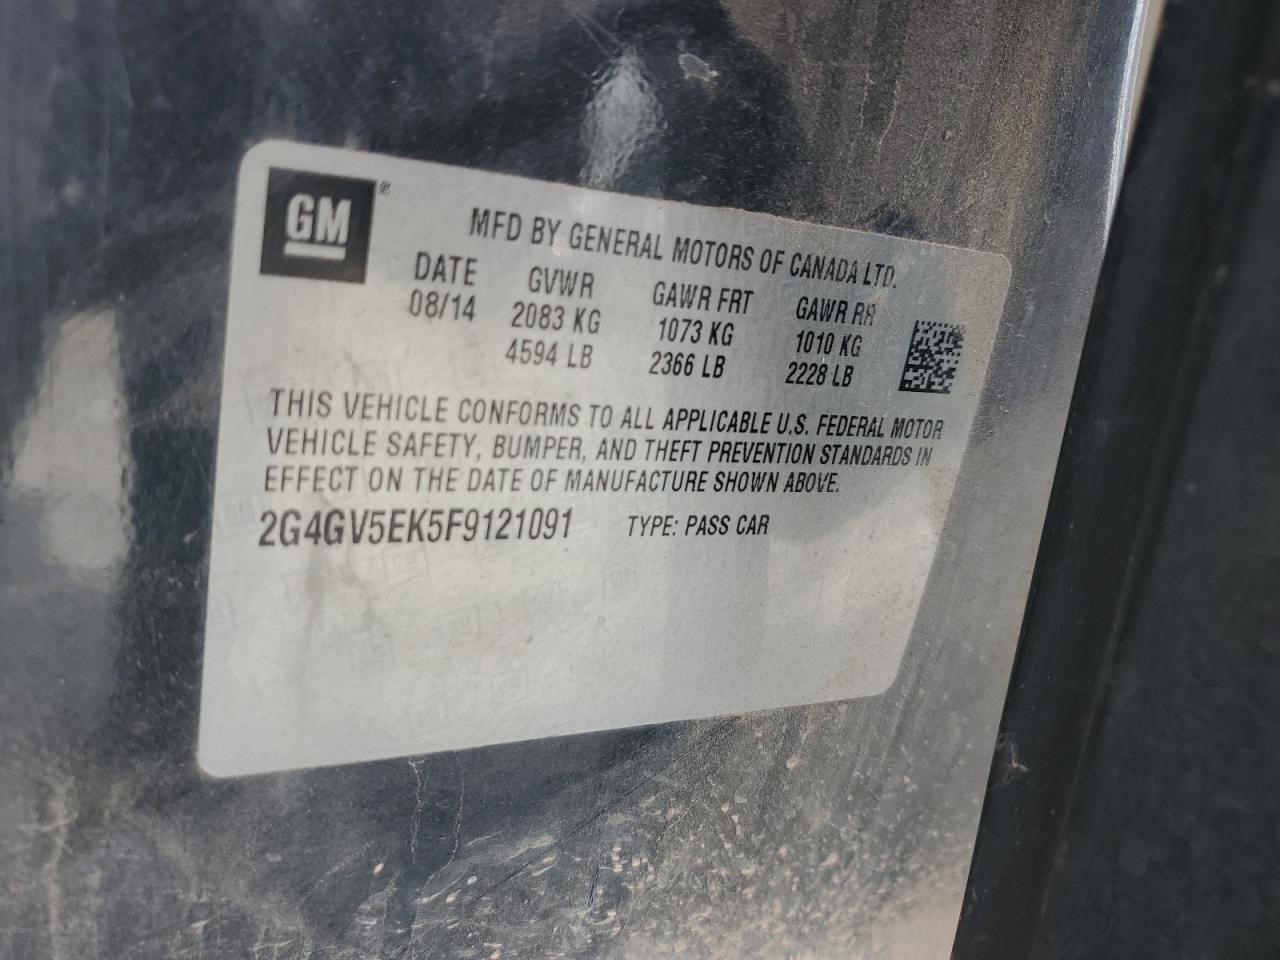 GM®
MFD BY GENERAL MOTORS OF CANADA LTD.
DATE GVWR GAWR FRT GAWR RR
08/14 2083 KG 1073 KG 1010 KG
4594 LB 2366 LB 2228 LB
THIS VEHICLE CONFORMS TO ALL APPLICABLE U.S. FEDERAL MOTOR
VEHICLE SAFETY, BUMPER, AND THEFT PREVENTION STANDARDS IN
EFFECT ON THE DATE OF MANUFACTURE SHOWN ABOVE.
2G4GV5EK5F9121091 TYPE: PASS CAR